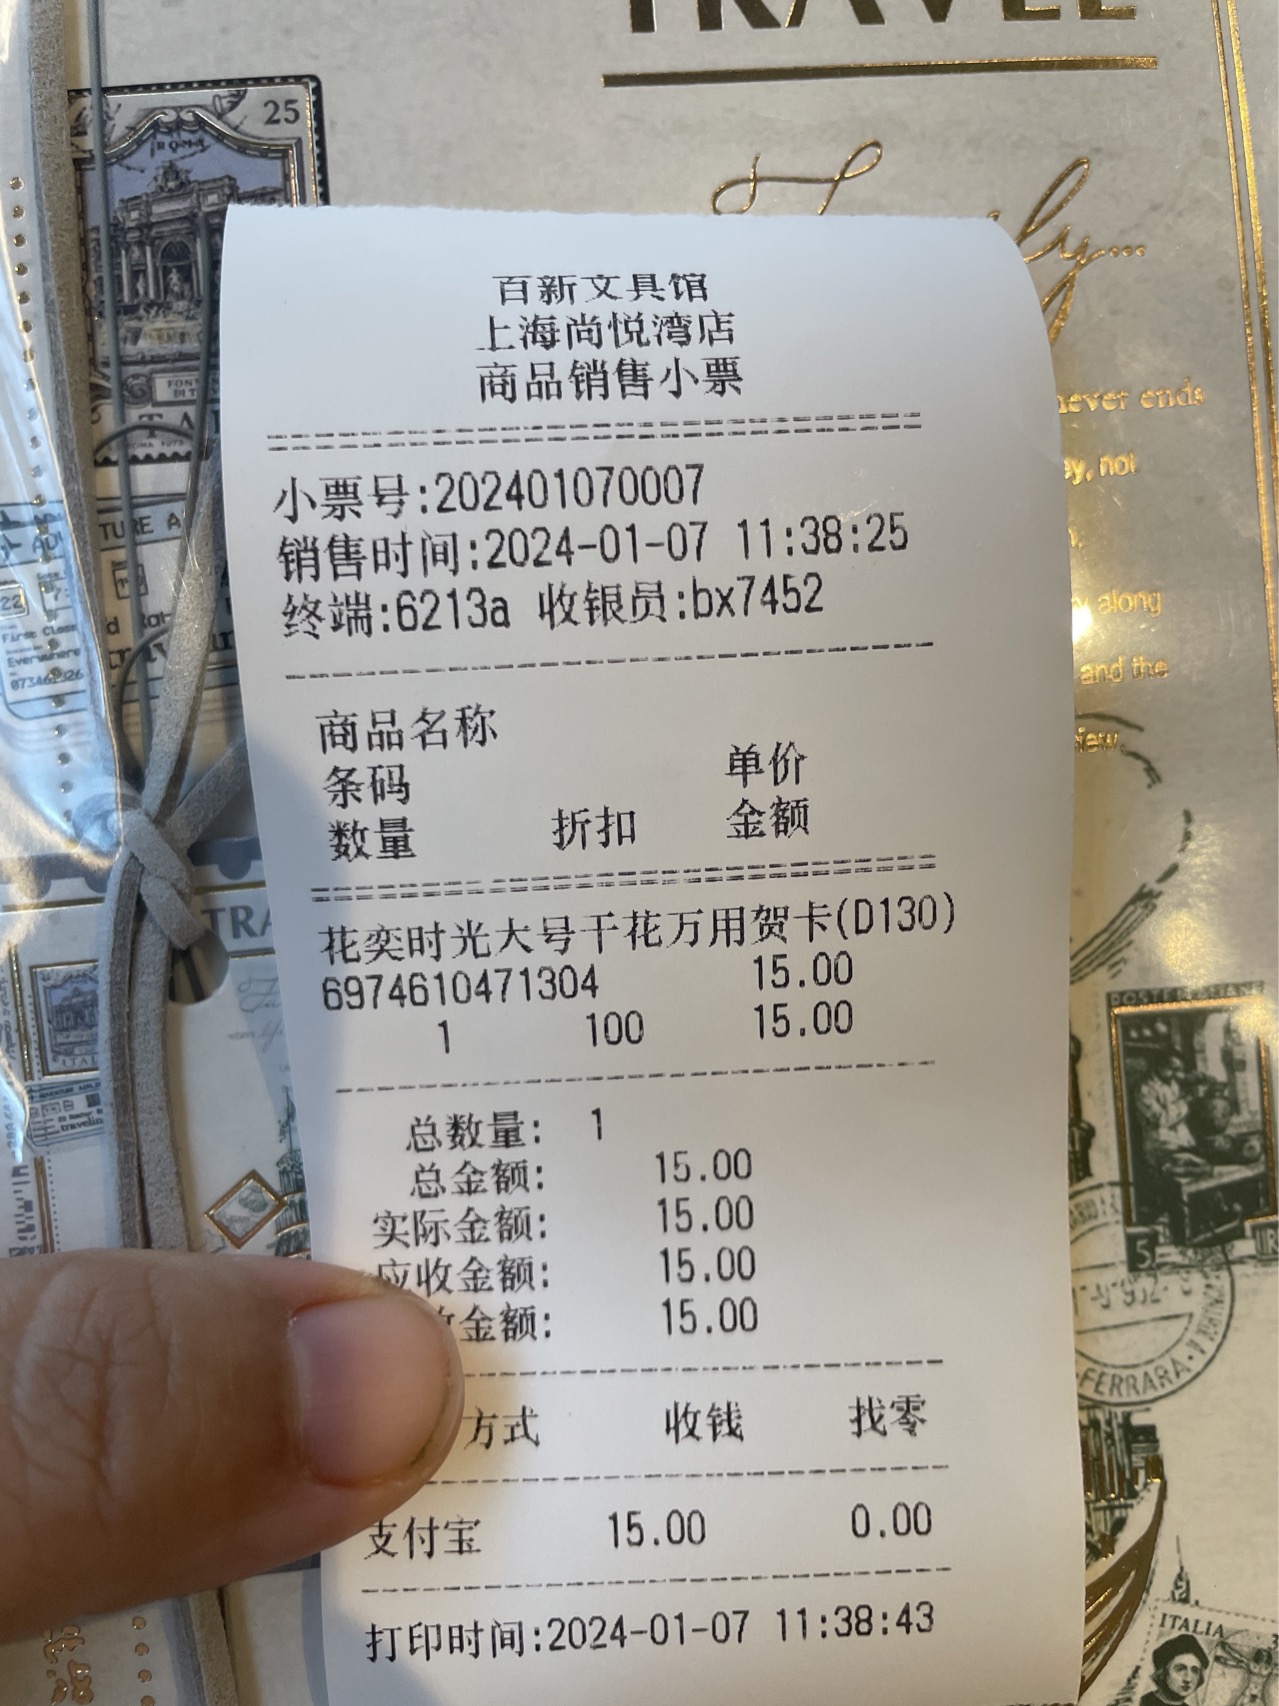 25
ROMA
百新文具馆
上海尚悦湾店
商品销售小票
小票号:202401070007
销售时间:2024-01-07 11:38:25
终端:6213a 收银员:bx7452
商品名称
条码 单价
数量 折扣 金额
花奕时光大号干花万用贺卡(D130)
6974610471304 15.00
1 100 15.00
总数量: 1
总金额: 15.00
实际金额: 15.00
应收金额: 15.00
金额: 15.00
方式 收钱 找零
支付宝 15.00 0.00
打印时间:2024-01-07 11:38:43
never ends
along
and the
First Class
Everywhere
5
FERRARA
ITALIA